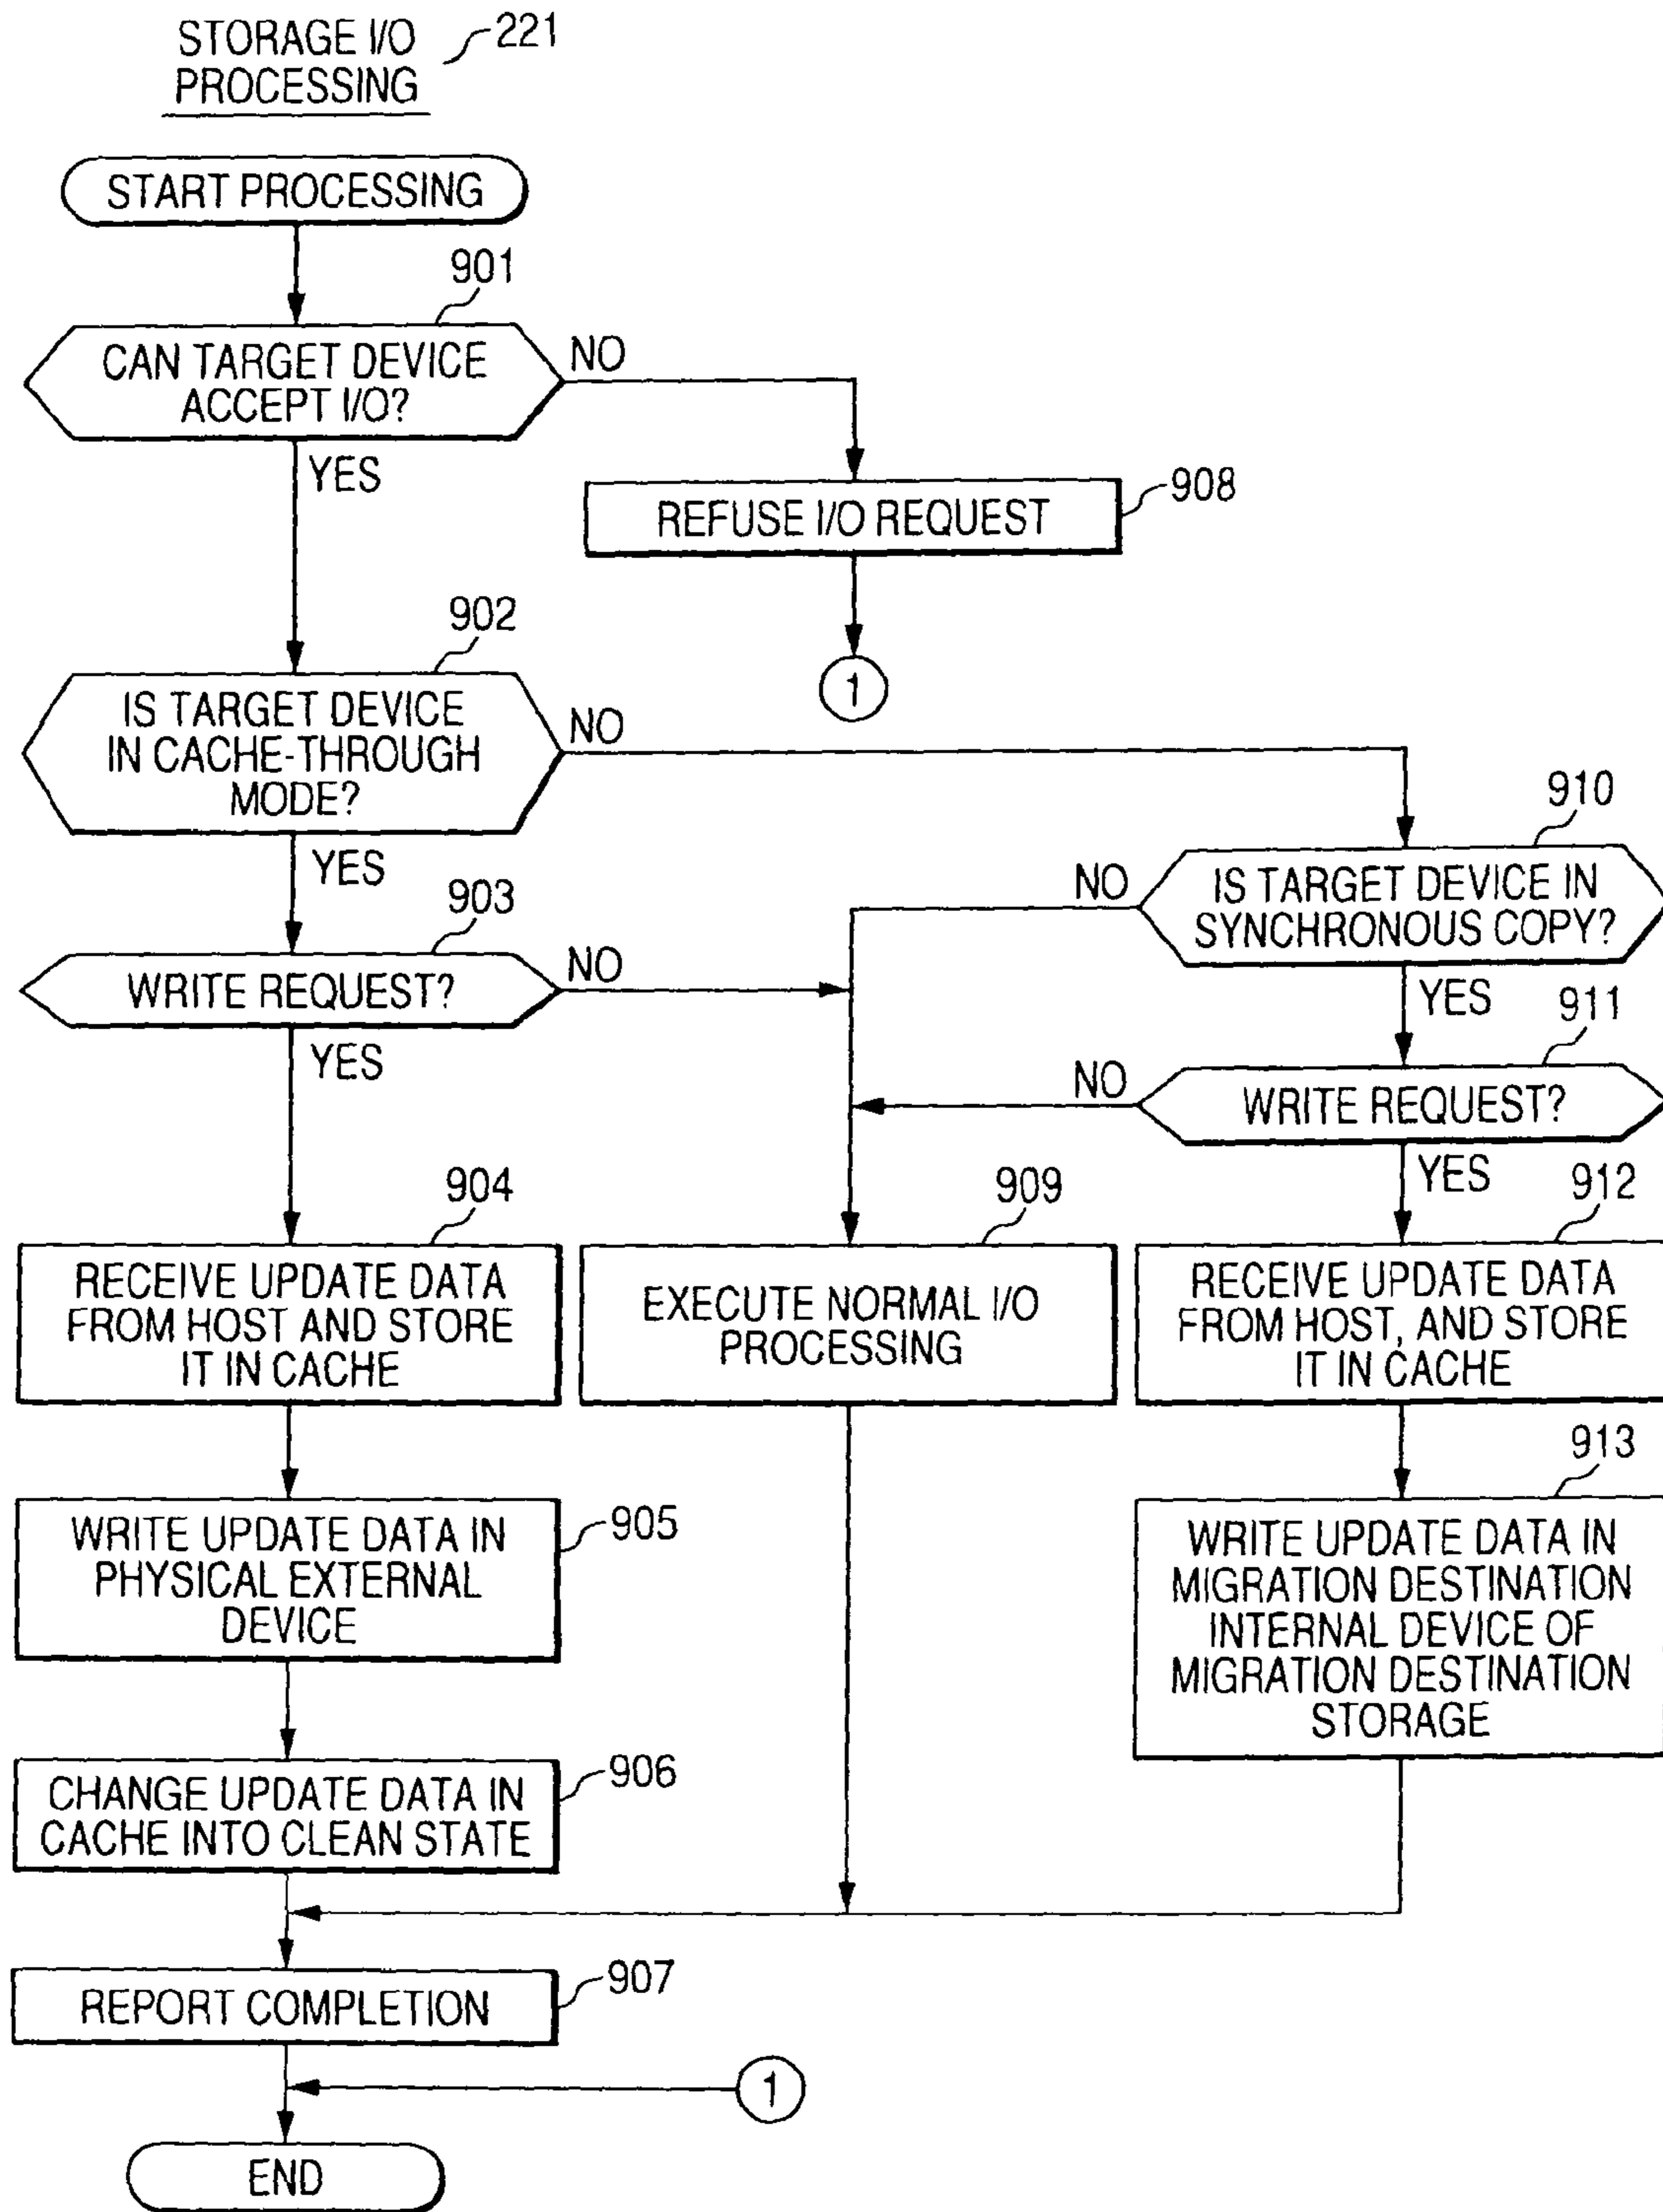 STORAGE I/O
PROCESSING
221
START PROCESSING
901
CAN TARGET DEVICE
ACCEPT I/O?
NO
YES
REFUSE I/O REQUEST
908
1
902
IS TARGET DEVICE
IN CACHE-THROUGH
MODE?
NO
YES
910
IS TARGET DEVICE IN
SYNCHRONOUS COPY?
NO
YES
903
WRITE REQUEST?
NO
YES
911
WRITE REQUEST?
NO
YES
904
RECEIVE UPDATE DATA
FROM HOST AND STORE
IT IN CACHE
909
EXECUTE NORMAL I/O
PROCESSING
912
RECEIVE UPDATE DATA
FROM HOST, AND STORE
IT IN CACHE
WRITE UPDATE DATA IN
PHYSICAL EXTERNAL
DEVICE
905
913
WRITE UPDATE DATA IN
MIGRATION DESTINATION
INTERNAL DEVICE OF
MIGRATION DESTINATION
STORAGE
CHANGE UPDATE DATA IN
CACHE INTO CLEAN STATE
906
REPORT COMPLETION
907
1
END